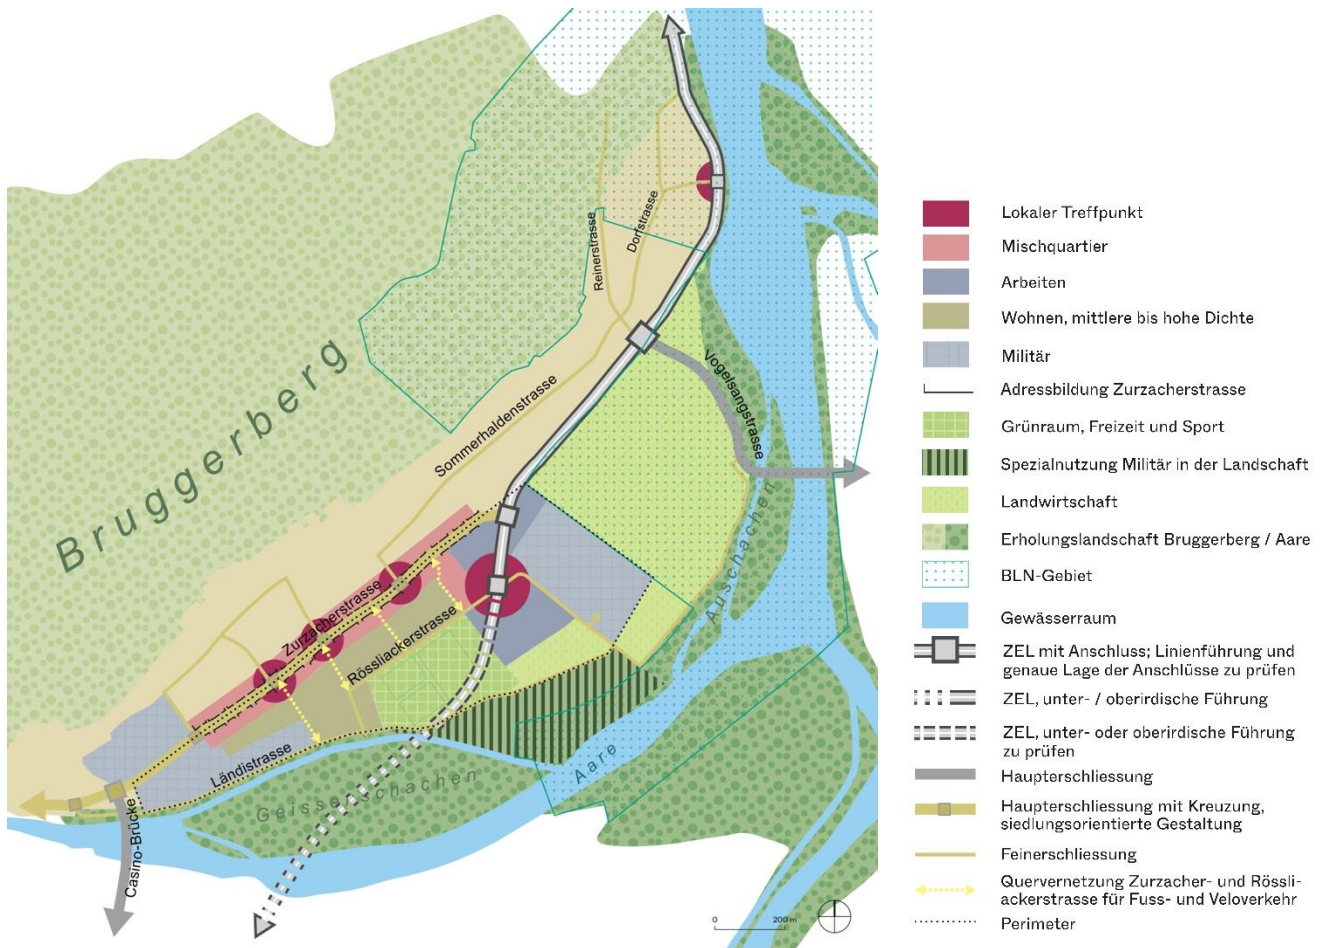 Bruggerberg
Reinerstrasse
Dorfstrasse
Sommerhaldenstrasse
Vogelsangstrasse
Auschachen
Zurzacherstrasse
Rössliackerstrasse
Ländistrasse
Geissenschachen
Aare
Casino-Brücke
0 200 m
Lokaler Treffpunkt
Mischquartier
Arbeiten
Wohnen, mittlere bis hohe Dichte
Militär
Adressbildung Zurzacherstrasse
Grünraum, Freizeit und Sport
Spezialnutzung Militär in der Landschaft
Landwirtschaft
Erholungslandschaft Bruggerberg / Aare
BLN-Gebiet
Gewässerraum
ZEL mit Anschluss; Linienführung und
genaue Lage der Anschlüsse zu prüfen
ZEL, unter- / oberirdische Führung
ZEL, unter- oder oberirdische Führung
zu prüfen
Haupterschliessung
Haupterschliessung mit Kreuzung,
siedlungsorientierte Gestaltung
Feinerschliessung
Quervernetzung Zurzacher- und Rössli-
ackerstrasse für Fuss- und Veloverkehr
Perimeter